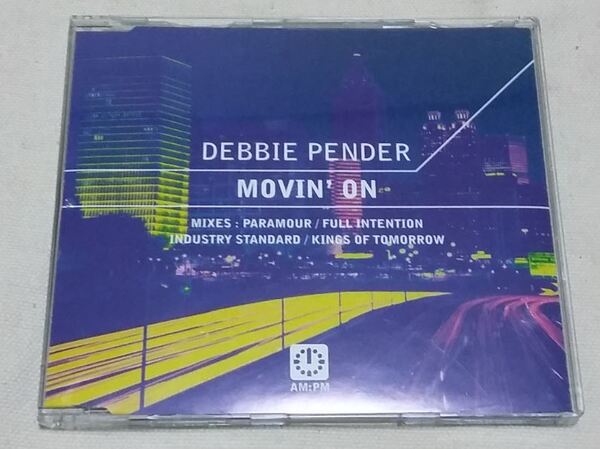 DEBBIE PENDER
MOVIN' ON
MIXES : PARAMOUR / FULL INTENTION
INDUSTRY STANDARD / KINGS OF TOMORROW
AM:PM